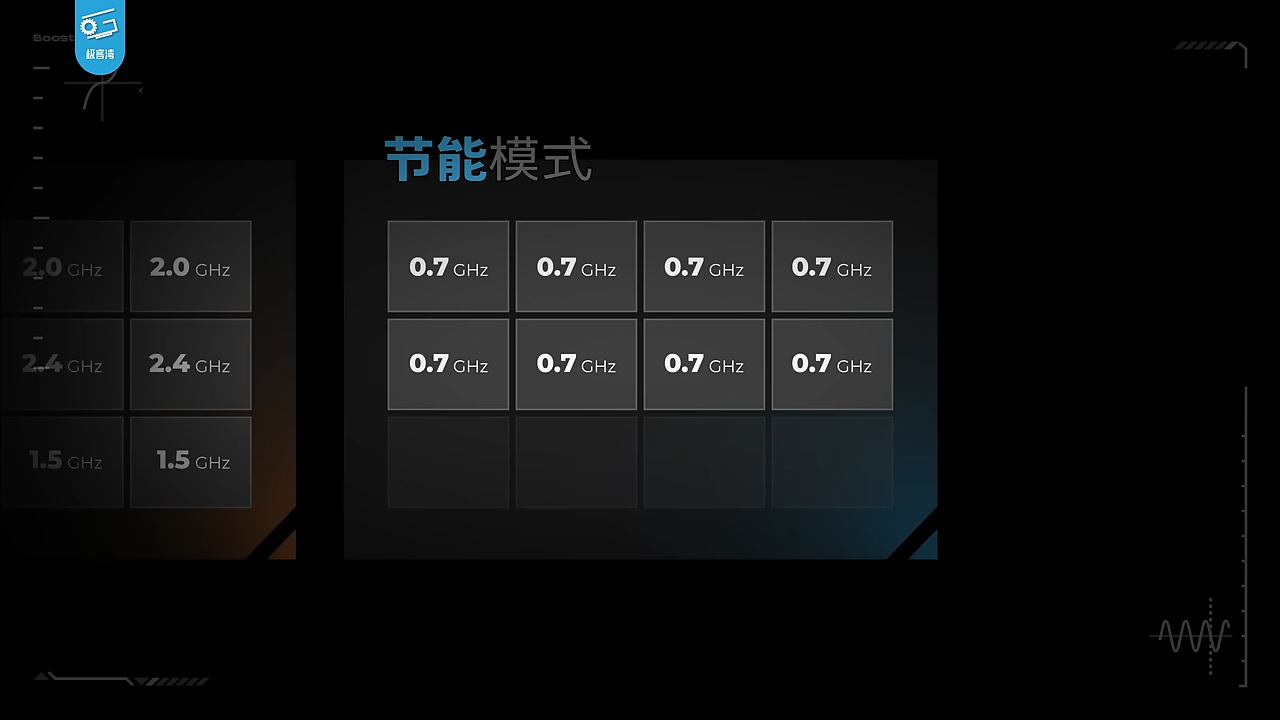 Boost
极客湾
x
节能模式
2.0 GHz 2.0 GHz
2.4 GHz 2.4 GHz
1.5 GHz 1.5 GHz
0.7 GHz 0.7 GHz 0.7 GHz 0.7 GHz
0.7 GHz 0.7 GHz 0.7 GHz 0.7 GHz